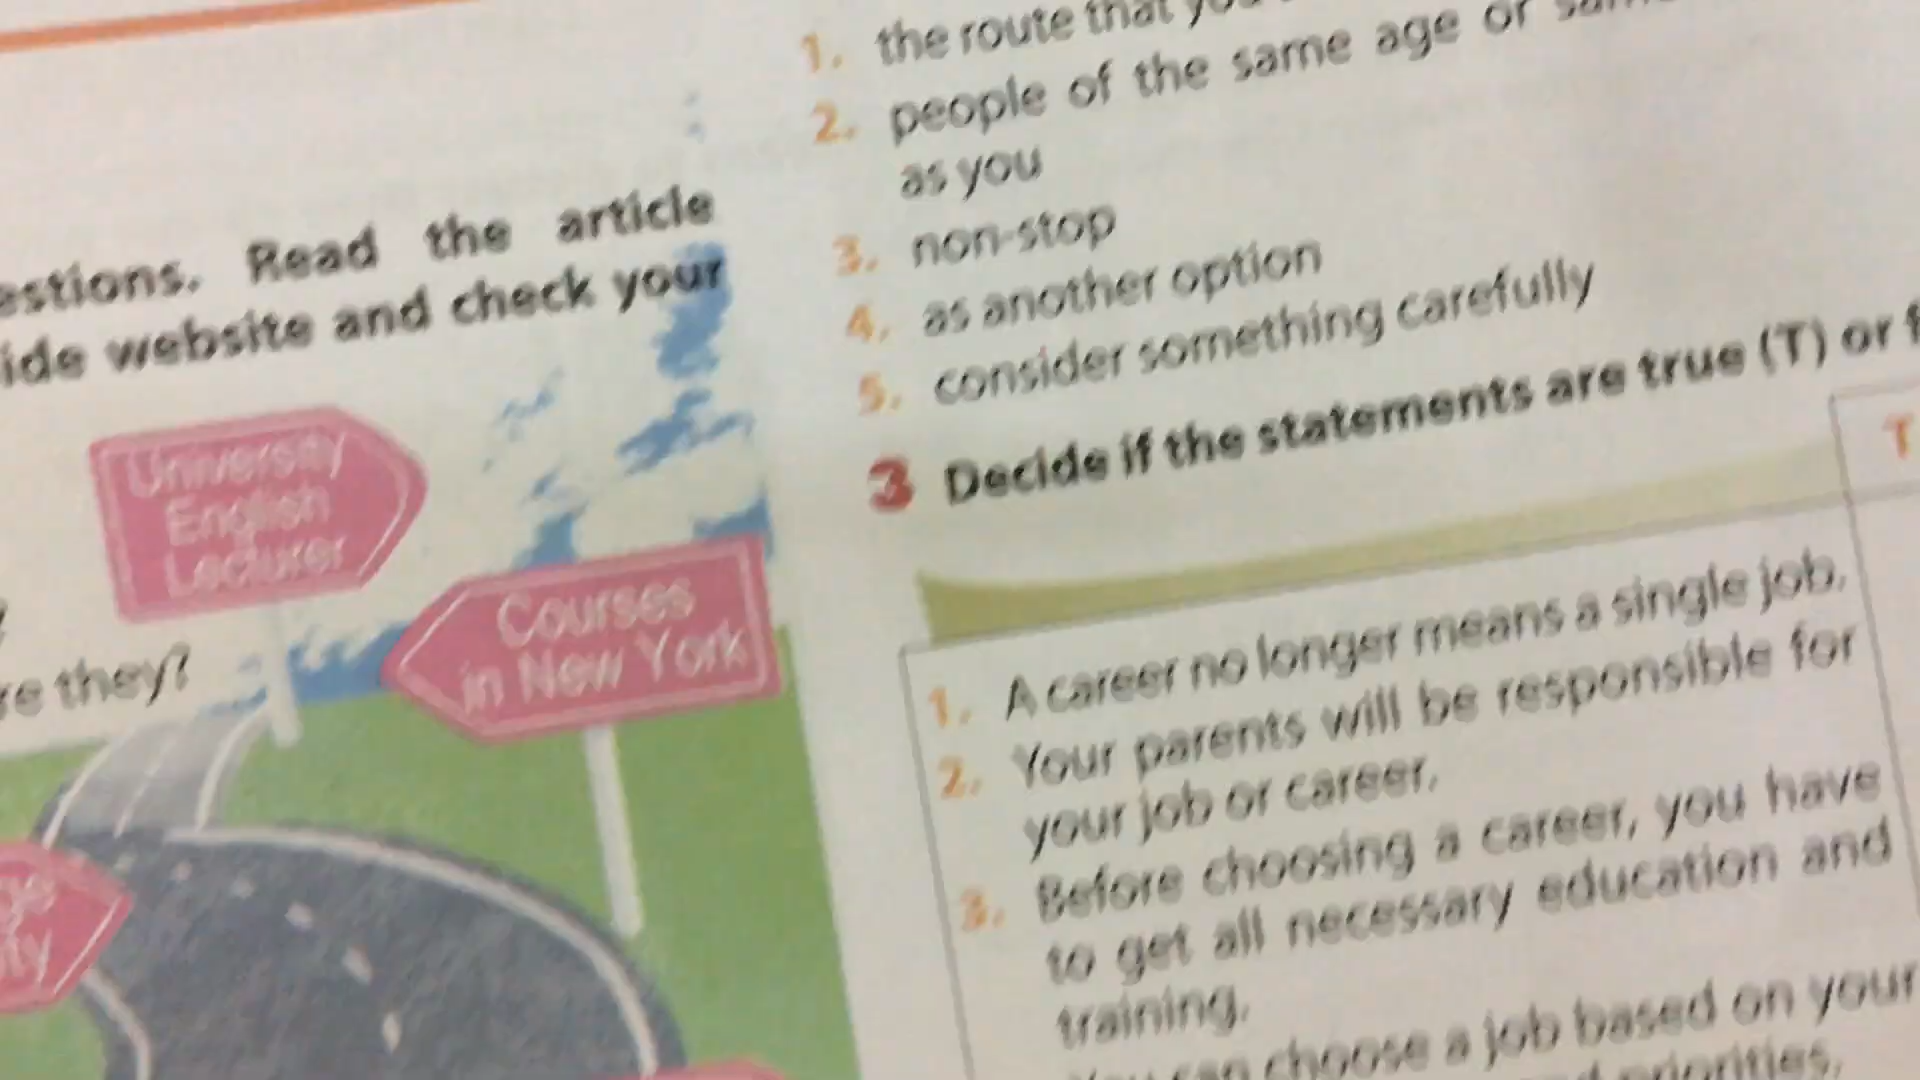 estions. Read the article
ide website and check your
re they?
University
English
Lecturer
Courses
in New York
1. the route that you
2. people of the same age or
as you
3. non-stop
4. as another option
5. consider something carefully
3 Decide if the statements are true (T) or f
T
1. A career no longer means a single job.
2. Your parents will be responsible for
your job or career.
3. Before choosing a career, you have
to get all necessary education and
training.
can choose a job based on your
priorities.